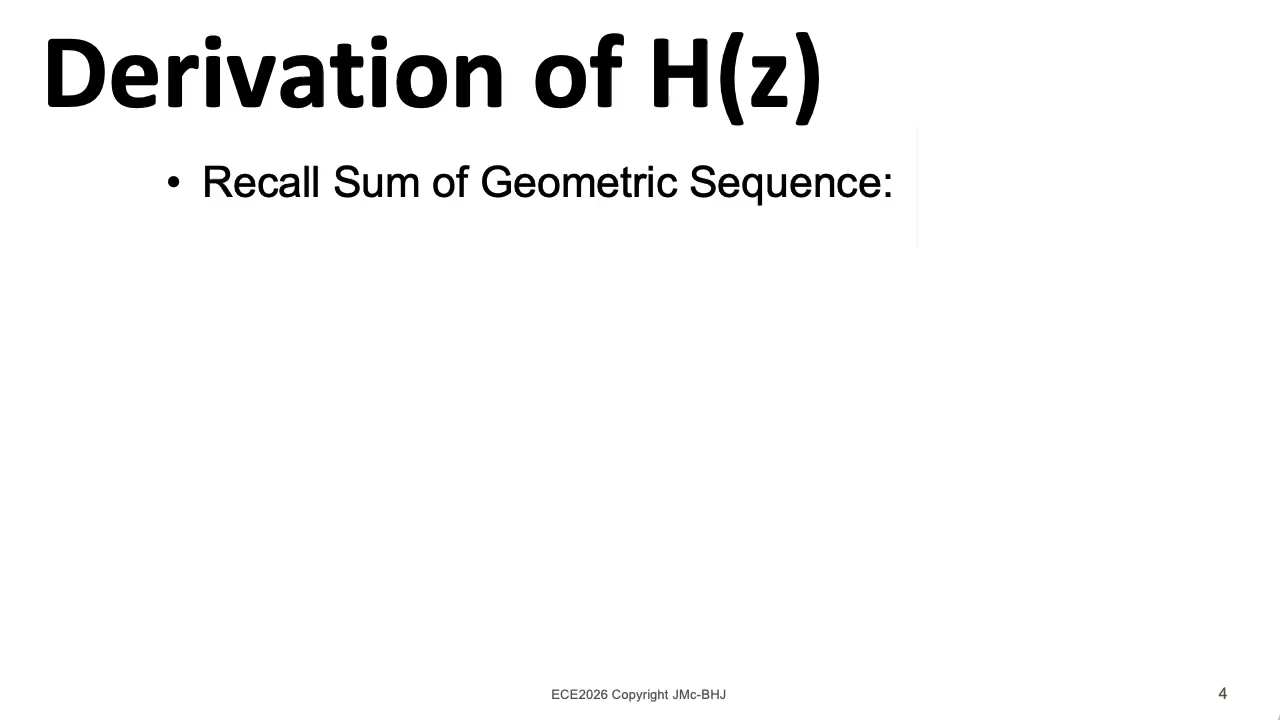 Derivation of H(z)
• Recall Sum of Geometric Sequence:
ECE2026 Copyright JMc-BHJ
4